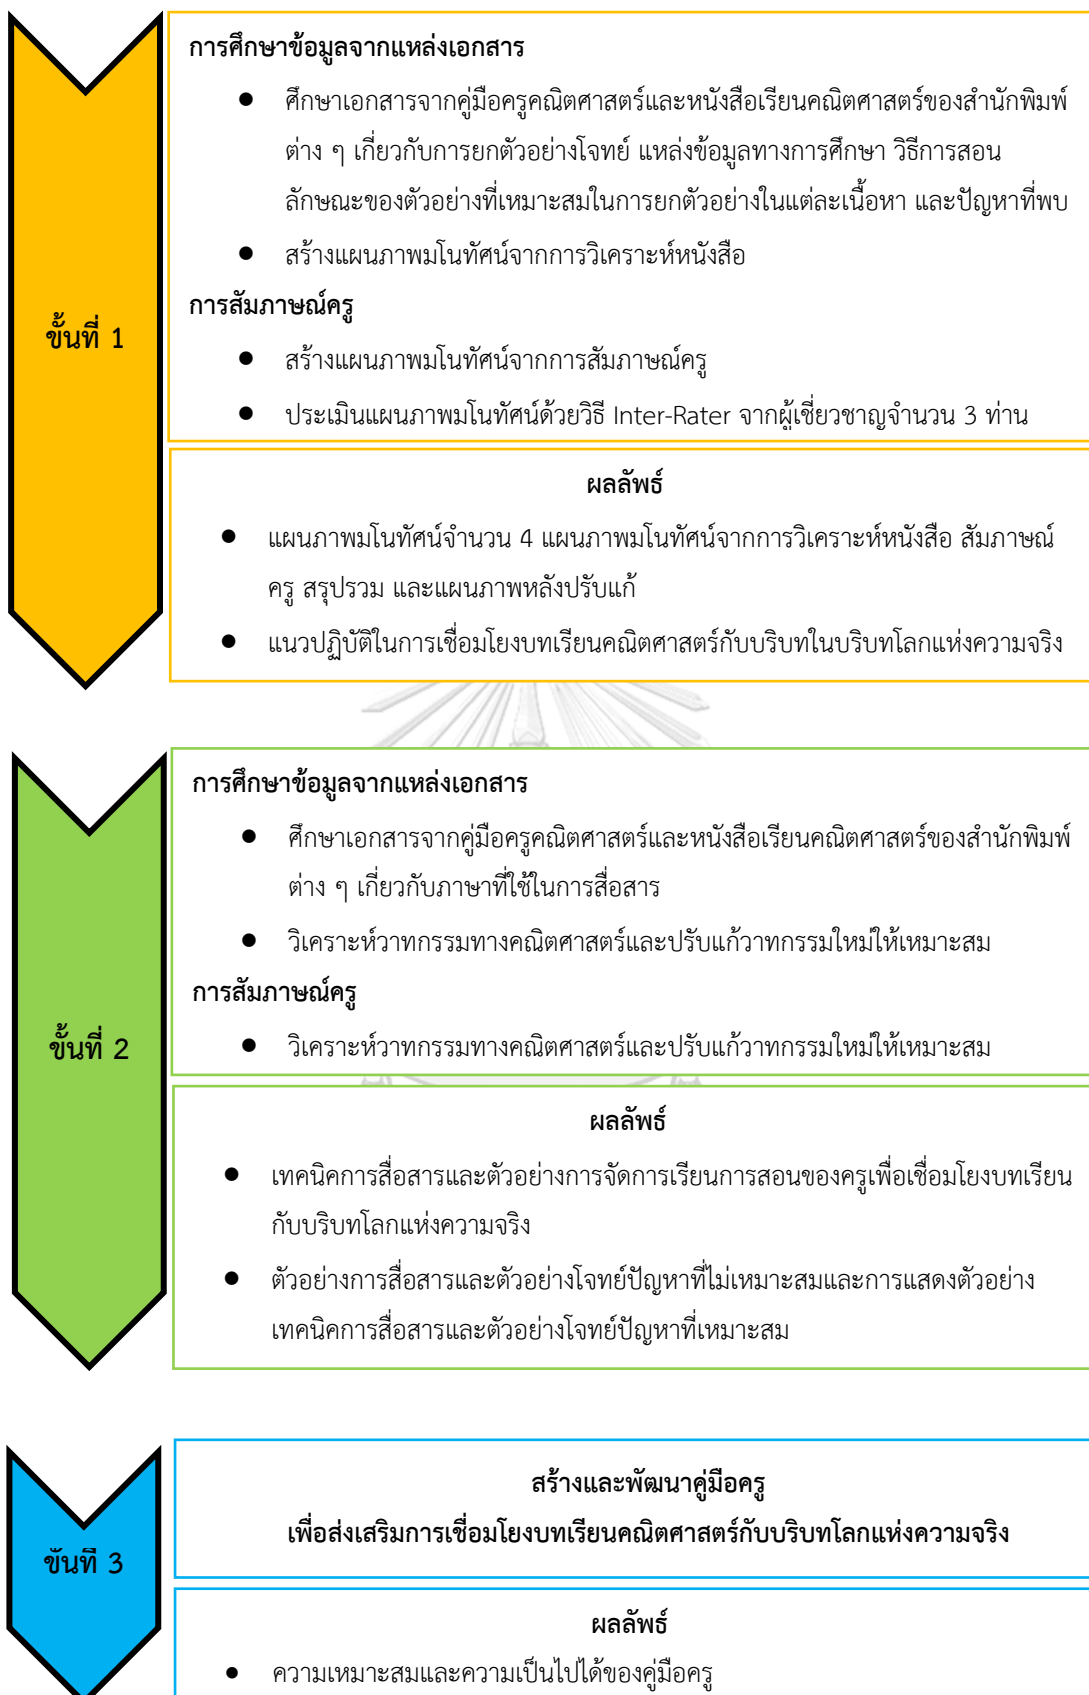 การศึกษาข้อมูลจากแหล่งเอกสาร
● ศึกษาเอกสารจากคู่มือครูคณิตศาสตร์และหนังสือเรียนคณิตศาสตร์ของสำนักพิมพ์
ต่าง ๆ เกี่ยวกับการยกตัวอย่างโจทย์ แหล่งข้อมูลทางการศึกษา วิธีการสอน
ลักษณะของตัวอย่างที่เหมาะสมในการยกตัวอย่างในแต่ละเนื้อหา และปัญหาที่พบ
● สร้างแผนภาพมโนทัศน์จากการวิเคราะห์หนังสือ
การสัมภาษณ์ครู
ขั้นที่ 1
● สร้างแผนภาพมโนทัศน์จากการสัมภาษณ์ครู
● ประเมินแผนภาพมโนทัศน์ด้วยวิธี Inter-Rater จากผู้เชี่ยวชาญจำนวน 3 ท่าน
ผลลัพธ์
● แผนภาพมโนทัศน์จำนวน 4 แผนภาพมโนทัศน์จากการวิเคราะห์หนังสือ สัมภาษณ์
ครู สรุปรวม และแผนภาพหลังปรับแก้
● แนวปฏิบัติในการเชื่อมโยงบทเรียนคณิตศาสตร์กับบริบทในบริบทโลกแห่งความจริง
การศึกษาข้อมูลจากแหล่งเอกสาร
● ศึกษาเอกสารจากคู่มือครูคณิตศาสตร์และหนังสือเรียนคณิตศาสตร์ของสำนักพิมพ์
ต่าง ๆ เกี่ยวกับภาษาที่ใช้ในการสื่อสาร
● วิเคราะห์วาทกรรมทางคณิตศาสตร์และปรับแก้วาทกรรมใหม่ให้เหมาะสม
การสัมภาษณ์ครู
ขั้นที่ 2
● วิเคราะห์วาทกรรมทางคณิตศาสตร์และปรับแก้วาทกรรมใหม่ให้เหมาะสม
ผลลัพธ์
● เทคนิคการสื่อสารและตัวอย่างการจัดการเรียนการสอนของครูเพื่อเชื่อมโยงบทเรียน
กับบริบทโลกแห่งความจริง
● ตัวอย่างการสื่อสารและตัวอย่างโจทย์ปัญหาที่ไม่เหมาะสมและการแสดงตัวอย่าง
เทคนิคการสื่อสารและตัวอย่างโจทย์ปัญหาที่เหมาะสม
สร้างและพัฒนาคู่มือครู
เพื่อส่งเสริมการเชื่อมโยงบทเรียนคณิตศาสตร์กับบริบทโลกแห่งความจริง
ขั้นที่ 3
ผลลัพธ์
● ความเหมาะสมและความเป็นไปได้ของคู่มือครู